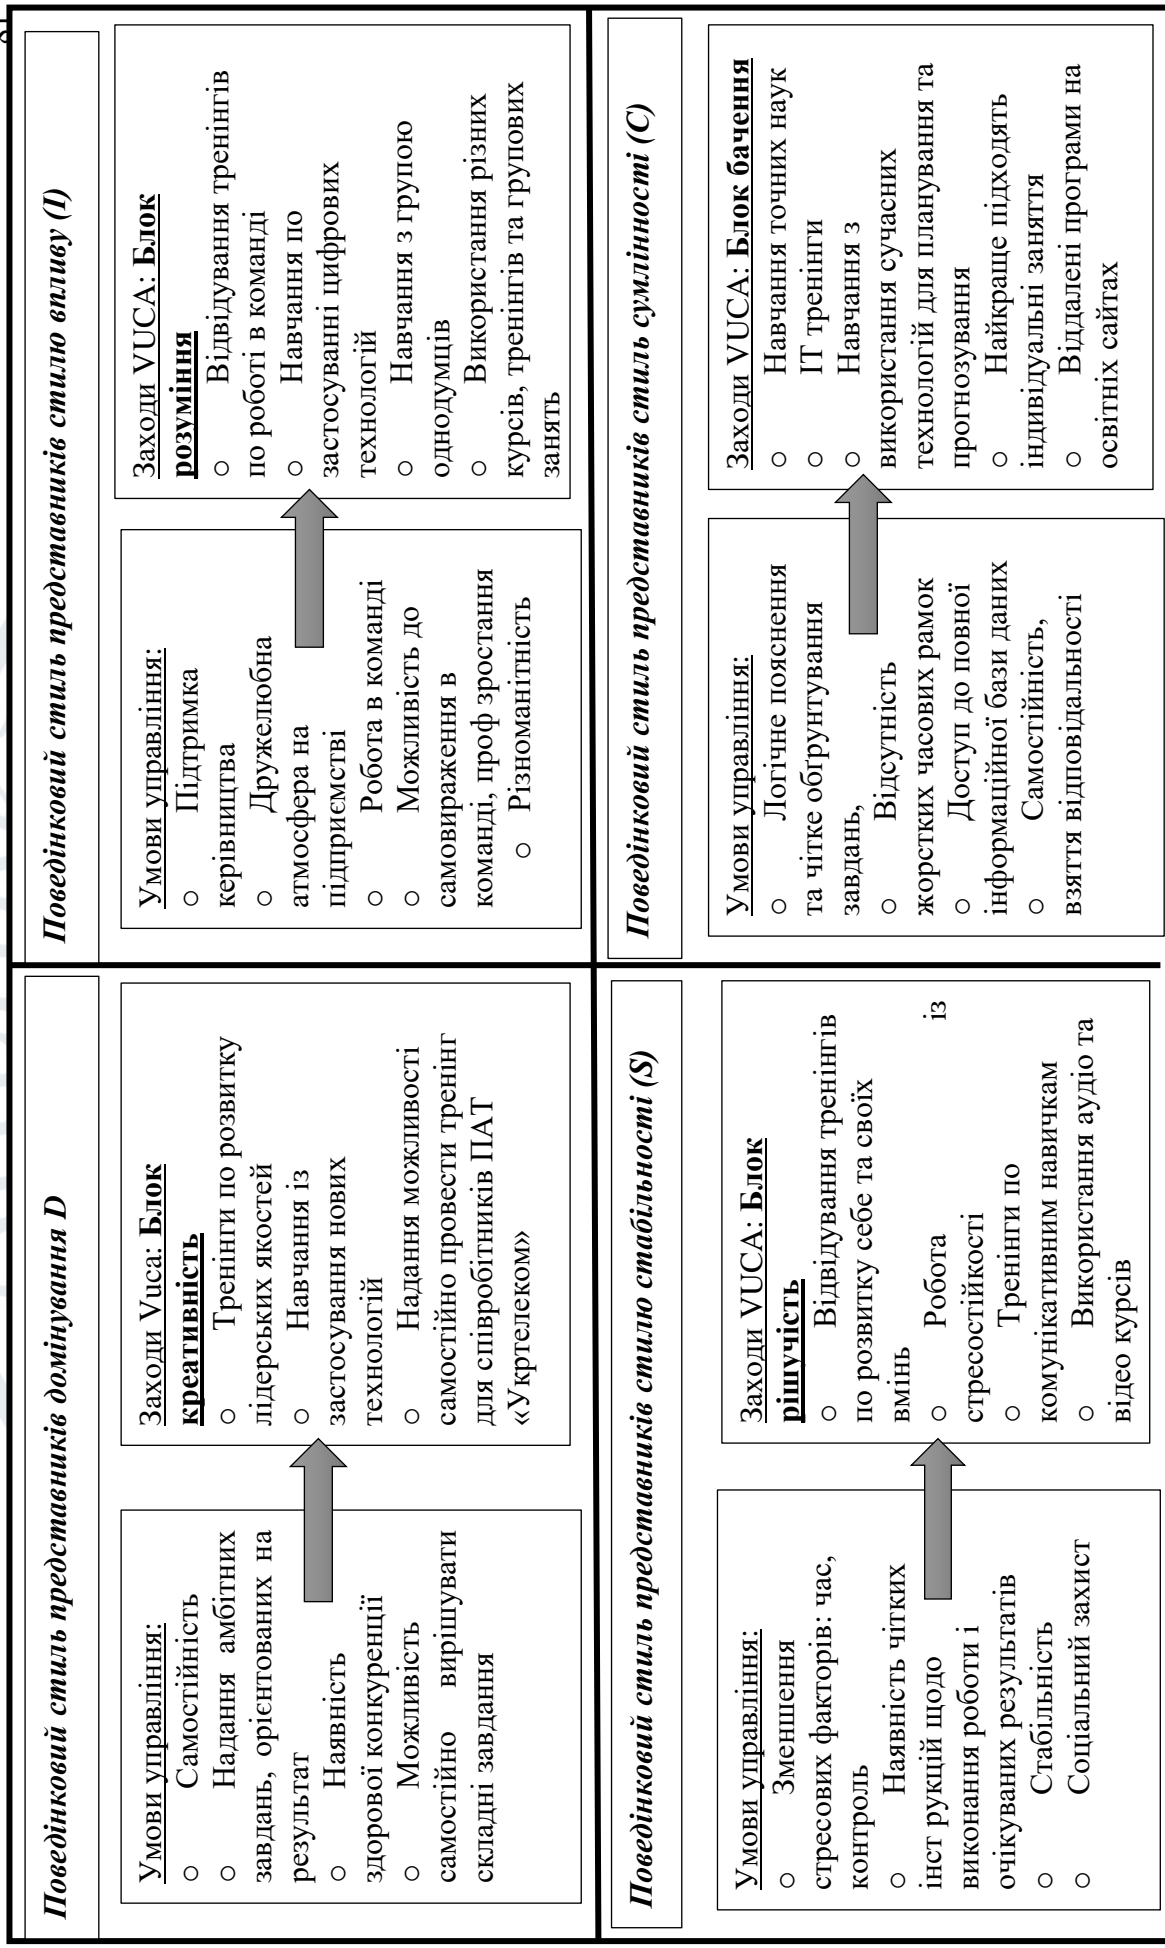 Поведінковий стиль представників домінування D
Умови управління:
○ Самостійність
○ Надання амбітних
завдань, орієнтованих на
результат
○ Наявність
здорової конкуренції
○ Можливість
самостійно вирішувати
складні завдання
Заходи Vuca: Блок
креативність
○ Тренінги по розвитку
лідерських якостей
○ Навчання із
застосування нових
технологій
○ Надання можливості
самостійно провести тренінг
для співробітників ПАТ
«Укртелеком»
Поведінковий стиль представників стилю впливу (I)
Умови управління:
○ Підтримка
керівництва
○ Дружелюбна
атмосфера на
підприємстві
○ Робота в команді
○ Можливість до
самовираження в
команді, проф зростання
○ Різноманітність
Заходи VUCA: Блок
розуміння
○ Відвідування тренінгів
по роботі в команді
○ Навчання по
застосуванні цифрових
технологій
○ Навчання з групою
однодумців
○ Використання різних
курсів, тренінгів та групових
занять
Поведінковий стиль представників стилю стабільності (S)
Умови управління:
○ Зменшення
стресових факторів: час,
контроль
○ Наявність чітких
інст рукцій щодо
виконання роботи і
очікуваних результатів
○ Стабільність
○ Соціальний захист
Заходи VUCA: Блок
рішучість
○ Відвідування тренінгів
по розвитку себе та своїх
вмінь
○ Робота із
стресостійкості
○ Тренінги по
комунікативним навичкам
○ Використання аудіо та
відео курсів
Поведінковий стиль представників стиль сумлінності (C)
Умови управління:
○ Логічне пояснення
та чітке обґрунтування
завдань,
○ Відсутність
жорстких часових рамок
○ Доступ до повної
інформаційної бази даних
○ Самостійність,
взяття відповідальності
Заходи VUCA: Блок бачення
○ Навчання точних наук
○ ІТ тренінги
○ Навчання з
використання сучасних
технологій для планування та
прогнозування
○ Найкраще підходять
індивідуальні заняття
○ Віддалені програми на
освітніх сайтах